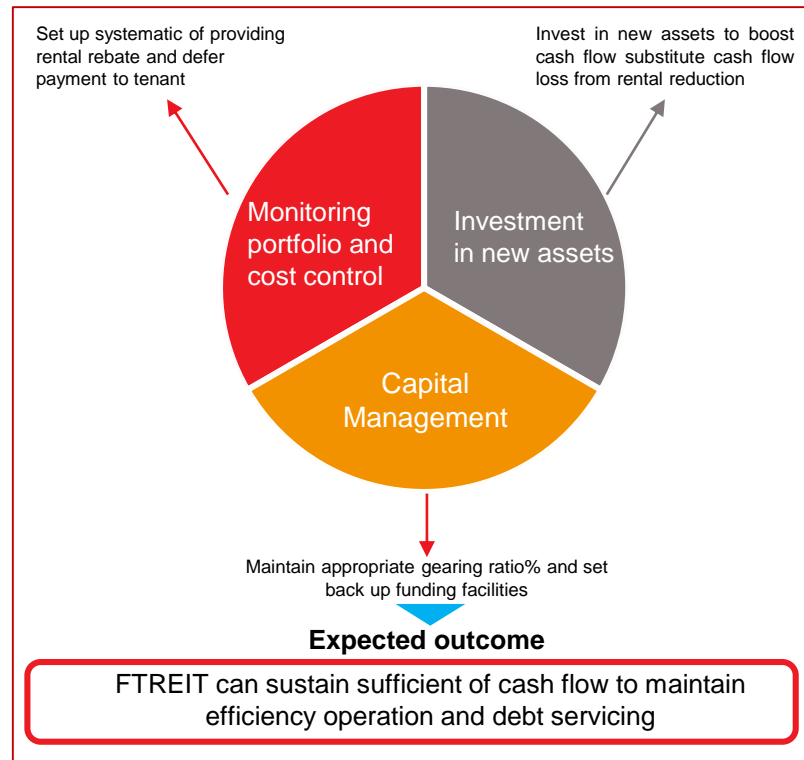 Set up systematic of providing
rental rebate and defer
payment to tenant
Invest in new assets to boost
cash flow substitute cash flow
loss from rental reduction
Monitoring
portfolio and
cost control
Investment
in new assets
Capital
Management
Maintain appropriate gearing ratio% and set
back up funding facilities
Expected outcome
FTREIT can sustain sufficient of cash flow to maintain
efficiency operation and debt servicing